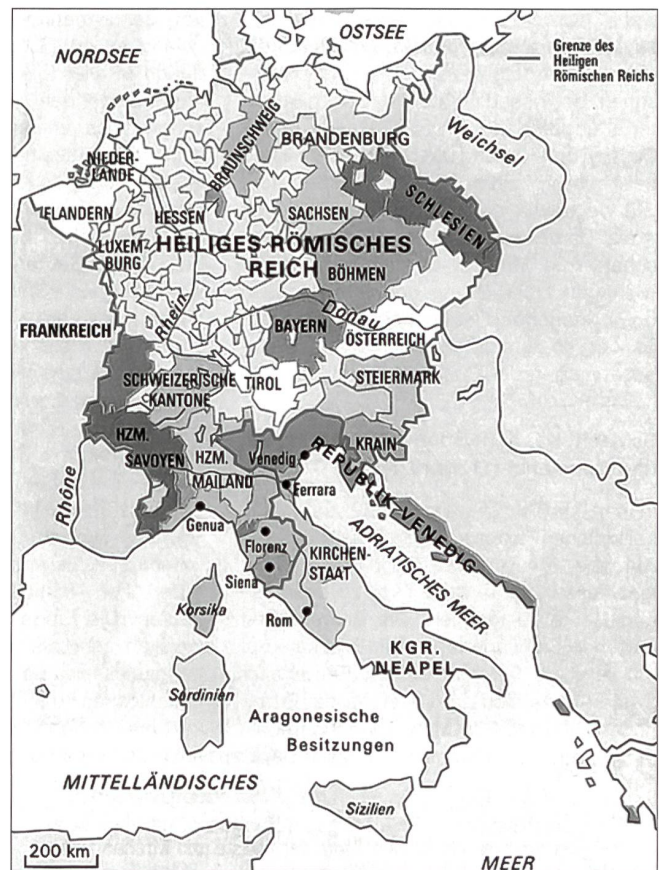 OSTSEE
NORDSEE
Grenze des
Heiligen
Römischen Reichs
Weichsel
BRANDENBURG
BRAUNSCHWEIG
NIEDER-
LANDE
SCHLESIEN
FLANDERN
HESSEN
SACHSEN
LUXEM-
BURG
HEILIGES RÖMISCHES
REICH
BÖHMEN
Rhein
Donau
FRANKREICH
BAYERN
ÖSTERREICH
SCHWEIZERISCHE
KANTONE
TIROL
STEIERMARK
HZM.
SAVOYEN
HZM.
MAILAND
Venedig
KRAIN
REPUBLIK VENEDIG
Rhône
Ferrara
Genua
Florenz
KIRCHEN-
STAAT
ADRIATISCHES MEER
Siena
Korsika
Rom
KGR.
NEAPEL
Sardinien
Aragonesische
Besitzungen
MITTELLÄNDISCHES
Sizilien
200 km
MEER